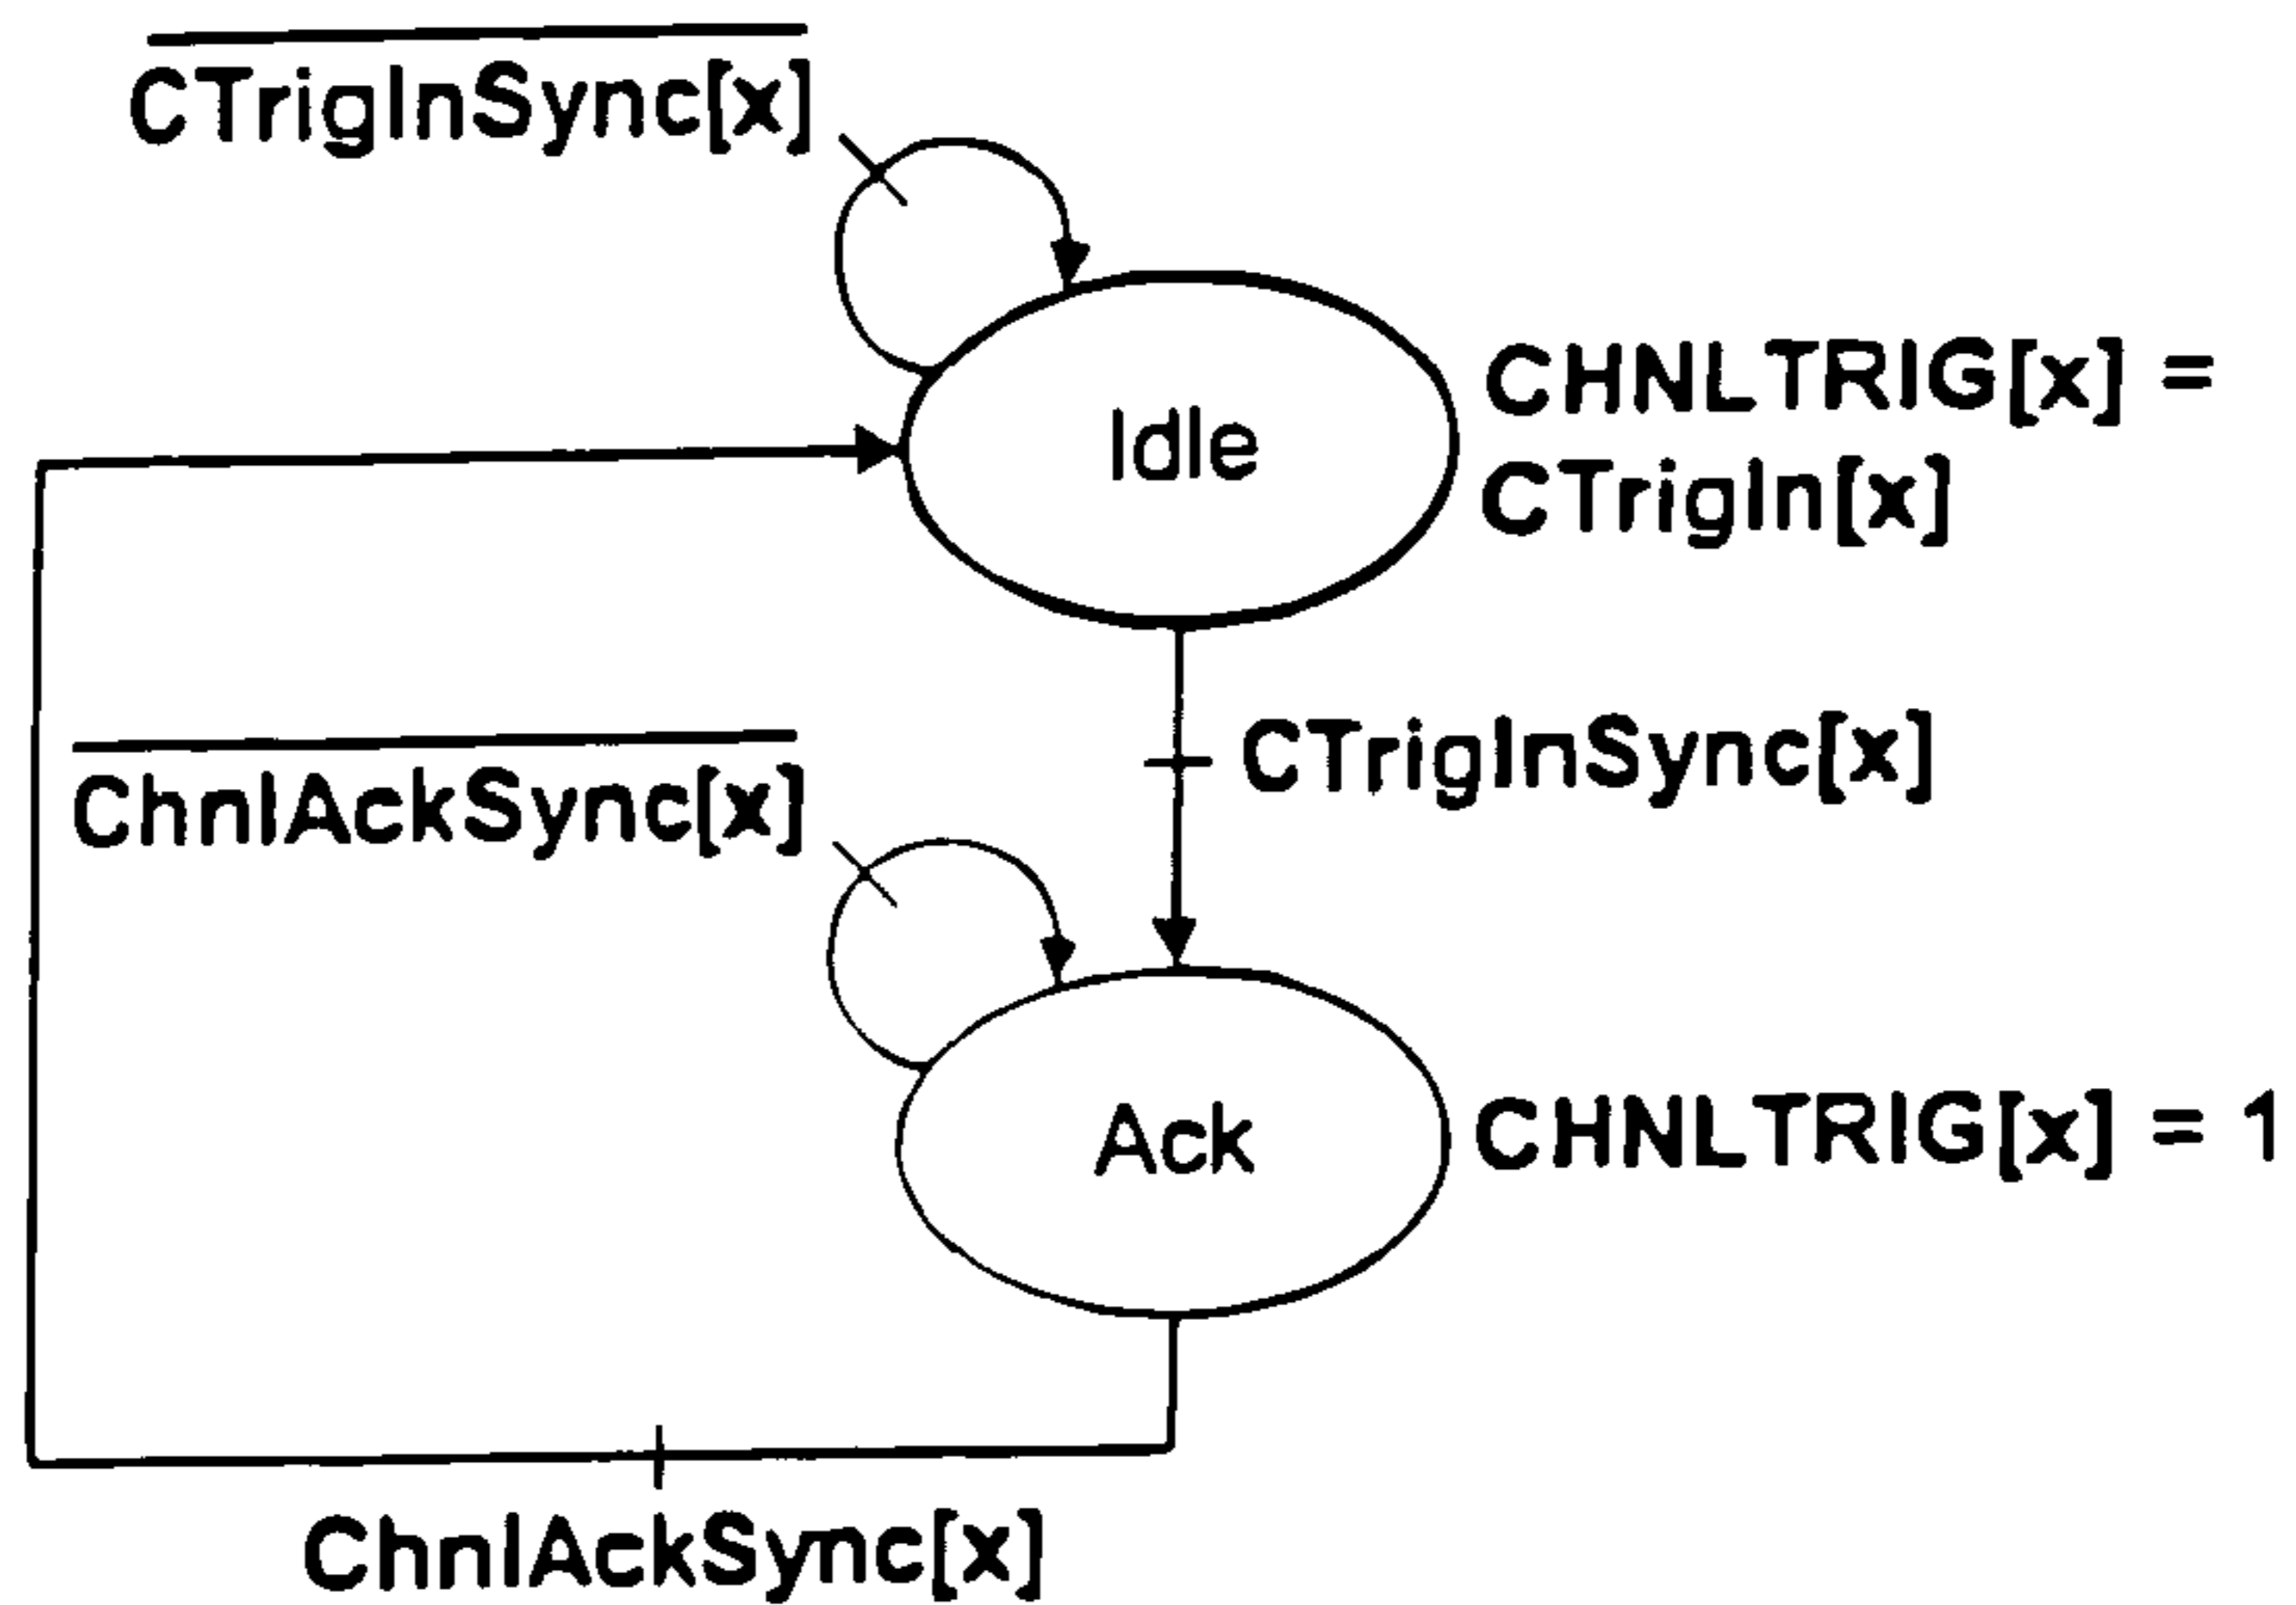 CTrigInSync[x]
Idle
CHNLTRIG[x] =
CTrigIn[x]
CTrigInSync[x]
ChnlAckSync[x]
Ack
CHNLTRIG[x] = 1
ChnlAckSync[x]